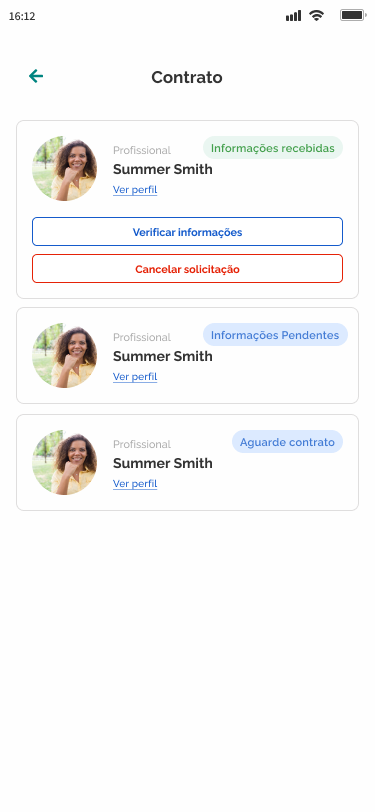 16:12
Contrato
Profissional
Informações recebidas
Summer Smith
Ver perfil
Verificar informações
Cancelar solicitação
Profissional
Informações Pendentes
Summer Smith
Ver perfil
Profissional
Aguarde contrato
Summer Smith
Ver perfil